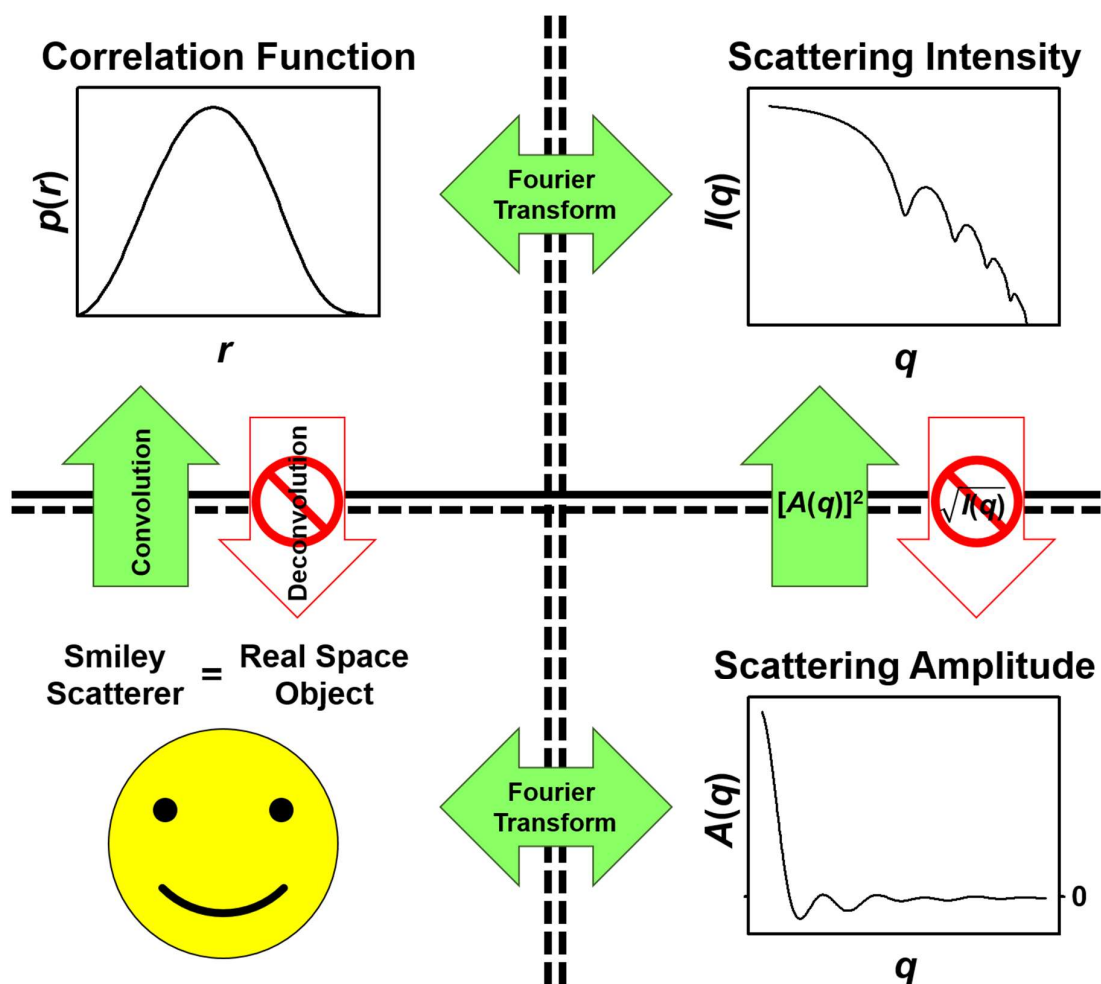 Correlation Function
Scattering Intensity
p(r)
r
Fourier
Transform
I(q)
q
Convolution
Deconvolution
[A(q)]²
√I(q)
Smiley
Scatterer
=
Real Space
Object
Scattering Amplitude
Fourier
Transform
A(q)
0
q